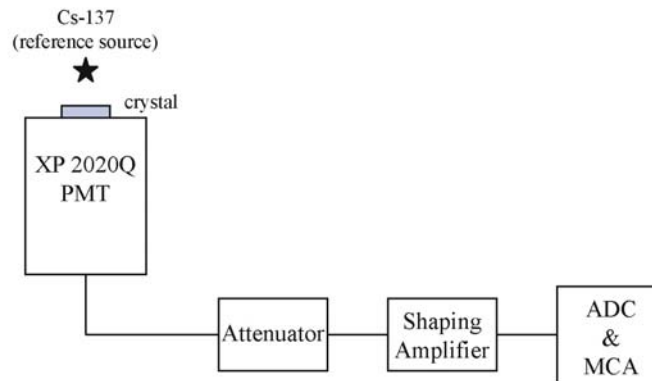 Cs-137
(reference source)
crystal
XP 2020Q
PMT
Attenuator
Shaping
Amplifier
ADC
&
MCA